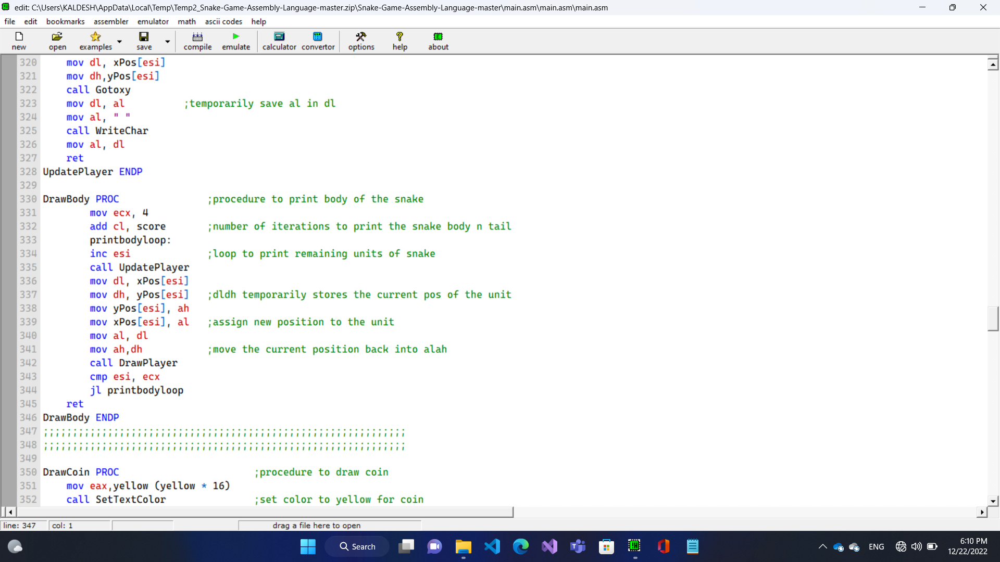 edit: C:\Users\KALDESH\AppData\Local\Temp\Temp2_Snake-Game-Assembly-Language-master.zip\Snake-Game-Assembly-Language-master\main.asm\main.asm\main.asm
file edit bookmarks assembler emulator math ascii codes help
new open examples save compile emulate calculator convertor options help about
320     mov dl, xPos[esi]
321     mov dh,yPos[esi]
322     call Gotoxy
323     mov dl, al          ;temporarily save al in dl
324     mov al, " "
325     call WriteChar
326     mov al, dl
327     ret
328 UpdatePlayer ENDP
329
330 DrawBody PROC               ;procedure to print body of the snake
331         mov ecx, 4
332         add cl, score       ;number of iterations to print the snake body n tail
333         printbodyloop:
334         inc esi             ;loop to print remaining units of snake
335         call UpdatePlayer
336         mov dl, xPos[esi]
337         mov dh, yPos[esi]   ;dldh temporarily stores the current pos of the unit
338         mov yPos[esi], ah
339         mov xPos[esi], al   ;assign new position to the unit
340         mov al, dl
341         mov ah,dh           ;move the current position back into alah
342         call DrawPlayer
343         cmp esi, ecx
344         jl printbodyloop
345     ret
346 DrawBody ENDP
347 ;;;;;;;;;;;;;;;;;;;;;;;;;;;;;;;;;;;;;;;;;;;;;;;;;;;;;;;;;;;;;;
348 ;;;;;;;;;;;;;;;;;;;;;;;;;;;;;;;;;;;;;;;;;;;;;;;;;;;;;;;;;;;;;;
349
350 DrawCoin PROC                       ;procedure to draw coin
351     mov eax,yellow (yellow * 16)
352     call SetTextColor               ;set color to yellow for coin
line: 347 col: 1 drag a file here to open
Search ENG 6:10 PM
12/22/2022